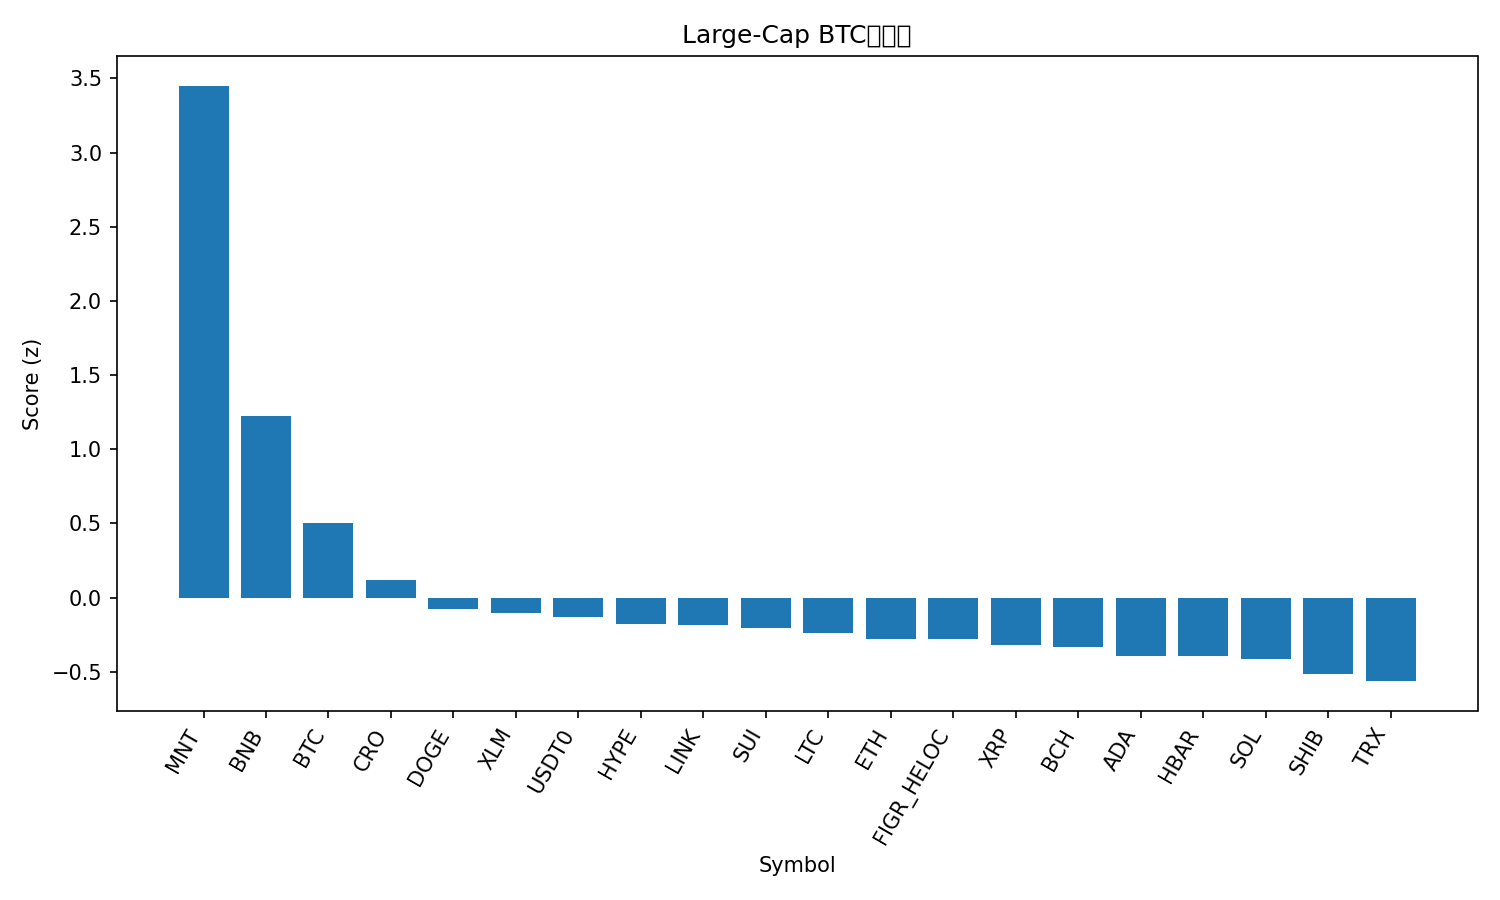 Large-Cap BTC
Score (z)
3.5
3.0
2.5
2.0
1.5
1.0
0.5
0.0
−0.5
MNT
BNB
BTC
CRO
DOGE
XLM
USDT0
HYPE
LINK
SUI
LTC
ETH
FIGR_HELOC
XRP
BCH
ADA
HBAR
SOL
SHIB
TRX
Symbol